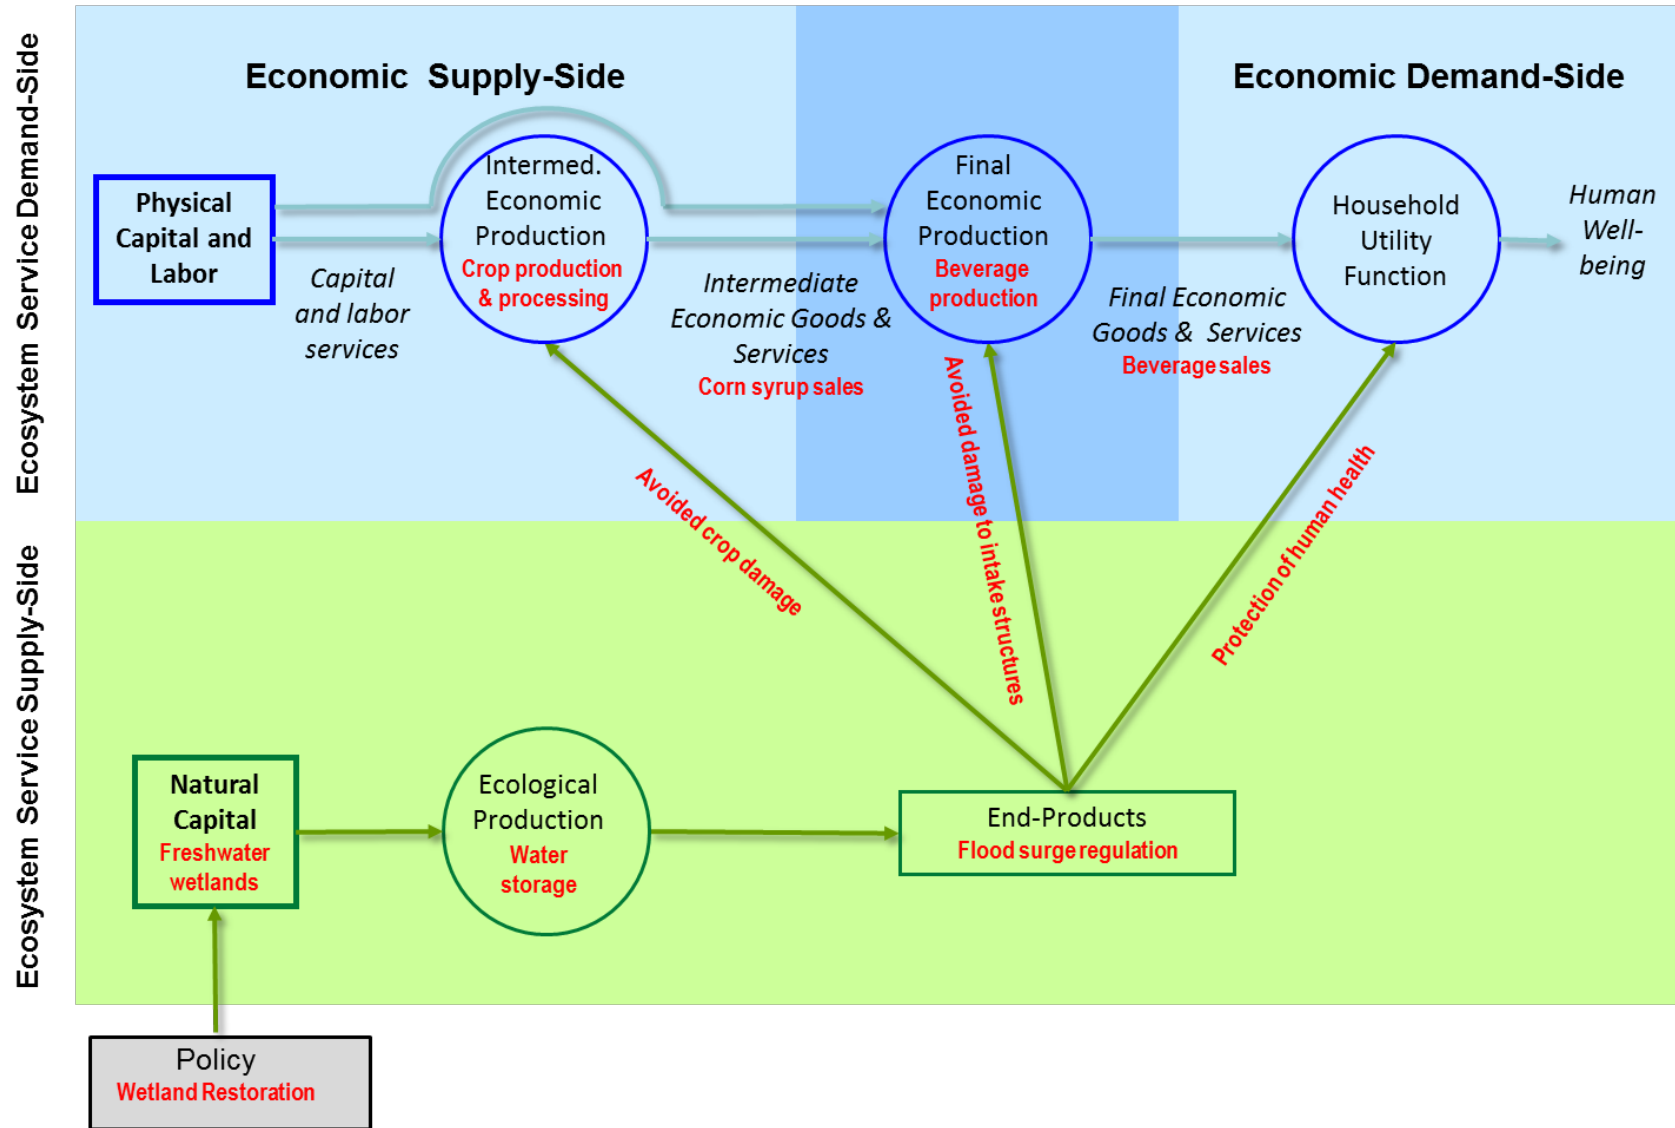 Ecosystem Service Demand-Side
Economic Supply-Side
Economic Demand-Side
Physical
Capital and
Labor
Capital
and labor
services
Intermed.
Economic
Production
Crop production
& processing
Intermediate
Economic Goods &
Services
Corn syrup sales
Final
Economic
Production
Beverage
production
Final Economic
Goods & Services
Beverage sales
Household
Utility
Function
Human
Well-
being
Avoided crop damage
Avoided damage to intake structures
Protection of human health
Ecosystem Service Supply-Side
Natural
Capital
Freshwater
wetlands
Ecological
Production
Water
storage
End-Products
Flood surge regulation
Policy
Wetland Restoration